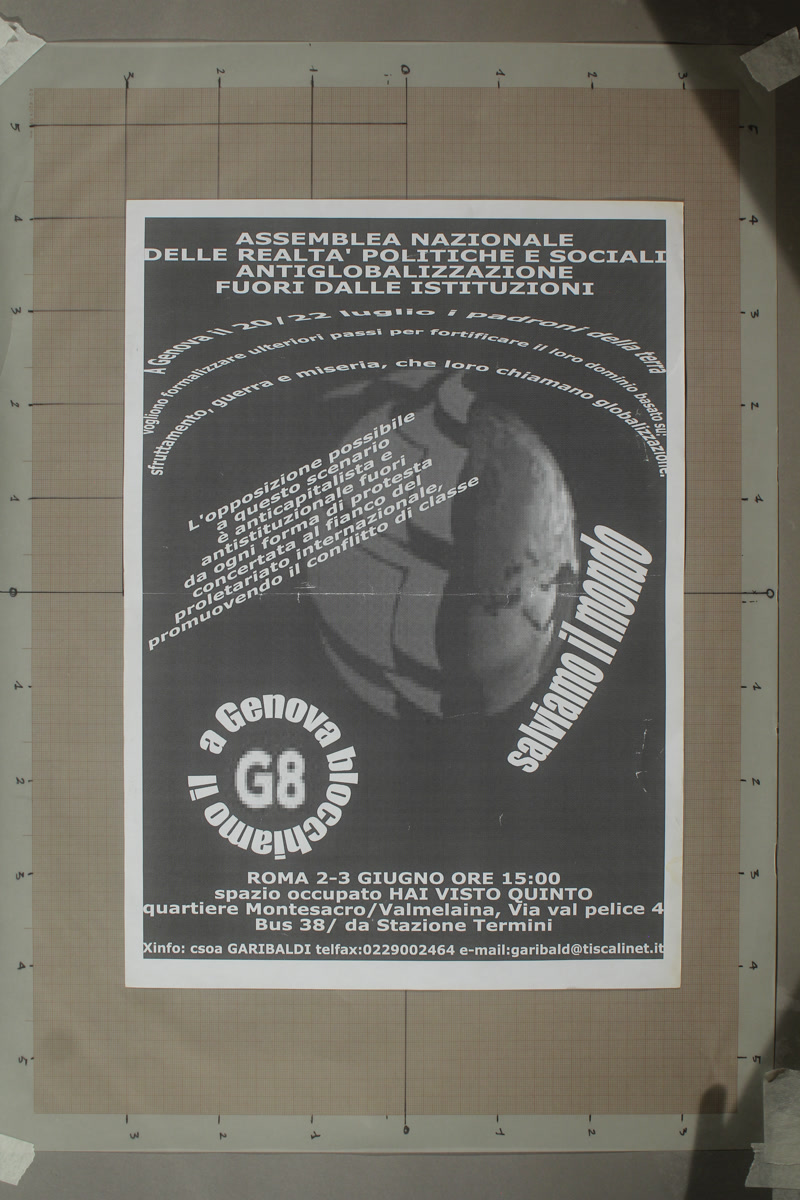 ASSEMBLEA NAZIONALE
DELLE REALTA' POLITICHE E SOCIALI
ANTIGLOBALIZZAZIONE
FUORI DALLE ISTITUZIONI
A Genova il 20/22 luglio i padroni della terra
vogliono formalizzare ulteriori passi per fortificare il loro dominio basato su:
sfruttamento, guerra e miseria, che loro chiamano globalizzazione.
L'opposizione possibile
a questo scenario
è anticapitalista e
antistituzionale fuori
da ogni forma di protesta
concertata al fianco del
proletariato internazionale,
promuovendo il conflitto di classe
salviamo il mondo
a Genova blocchiamo il
G8
ROMA 2-3 GIUGNO ORE 15:00
spazio occupato HAI VISTO QUINTO
quartiere Montesacro/Valmelaina, Via val pelice 4
Bus 38/ da Stazione Termini
Xinfo: csoa GARIBALDI telfax:0229002464 e-mail:garibald@tiscalinet.it